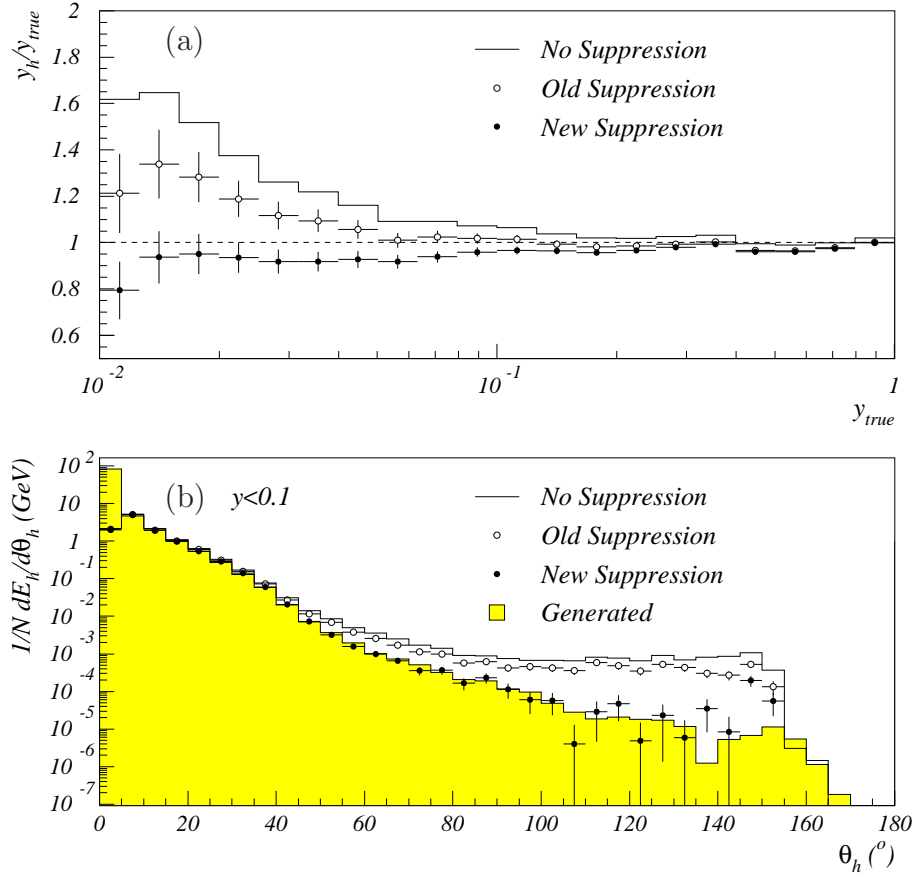 (a)
y_h/y_true
2
1.8
1.6
1.4
1.2
1
0.8
0.6
No Suppression
Old Suppression
New Suppression
10^-2
10^-1
1
y_true
(b)
y<0.1
1/N dE_h/dθ_h (GeV)
10^2
10
1
10^-1
10^-2
10^-3
10^-4
10^-5
10^-6
10^-7
No Suppression
Old Suppression
New Suppression
Generated
0
20
40
60
80
100
120
140
160
180
θ_h (°)